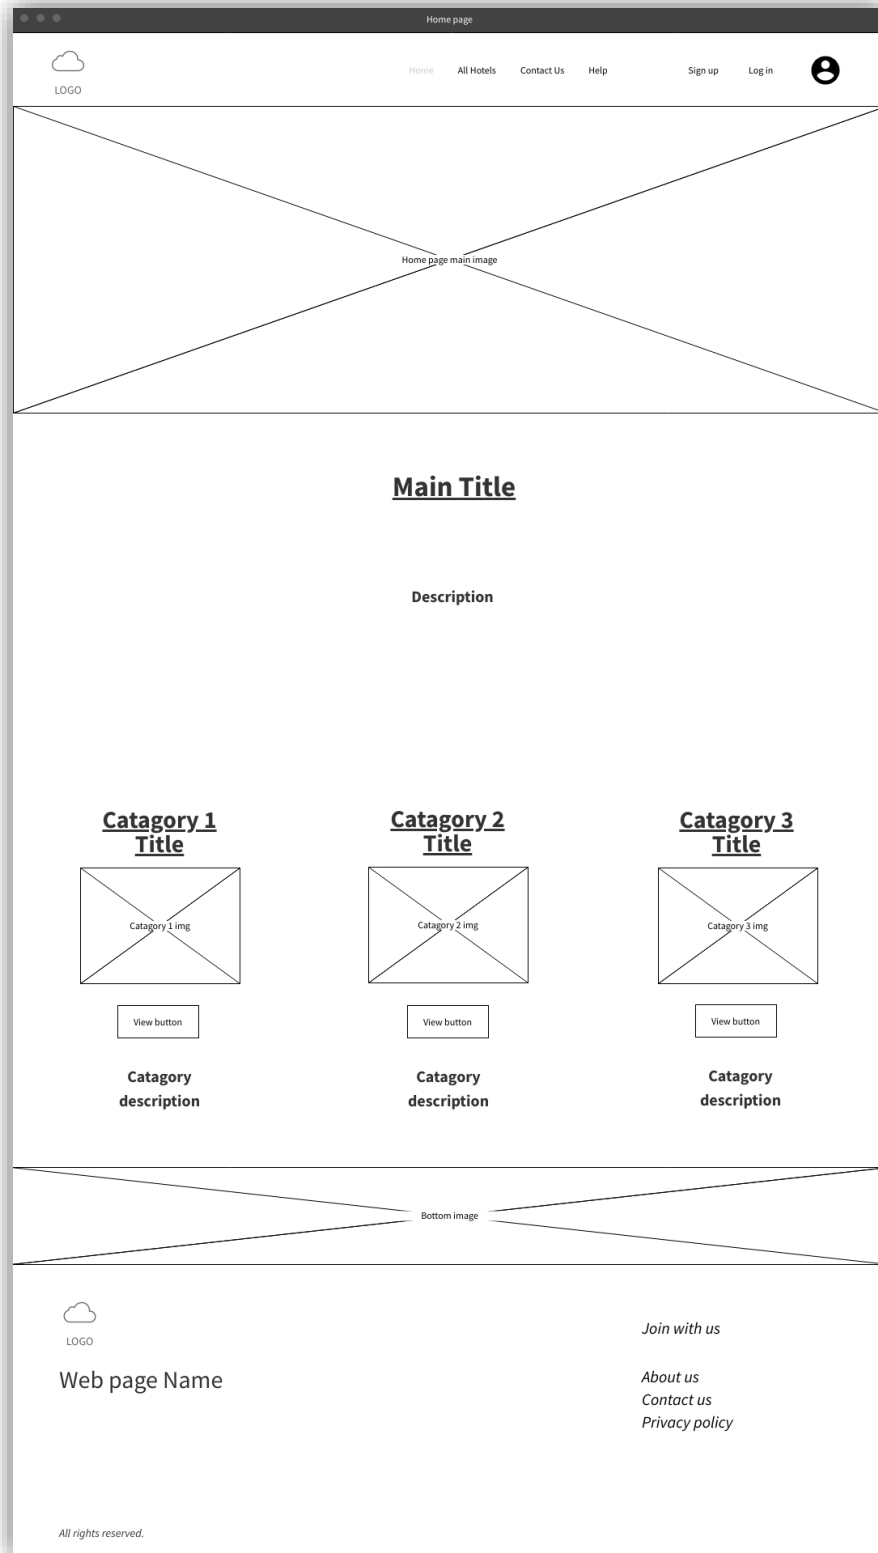 Home page
LOGO
Home All Hotels Contact Us Help Sign up Log in
Home page main image
Main Title
Description
Catagory 1
Title
Catagory 1 img
View button
Catagory
description
Catagory 2
Title
Catagory 2 img
View button
Catagory
description
Catagory 3
Title
Catagory 3 img
View button
Catagory
description
Bottom image
LOGO
Web page Name
Join with us
About us
Contact us
Privacy policy
All rights reserved.